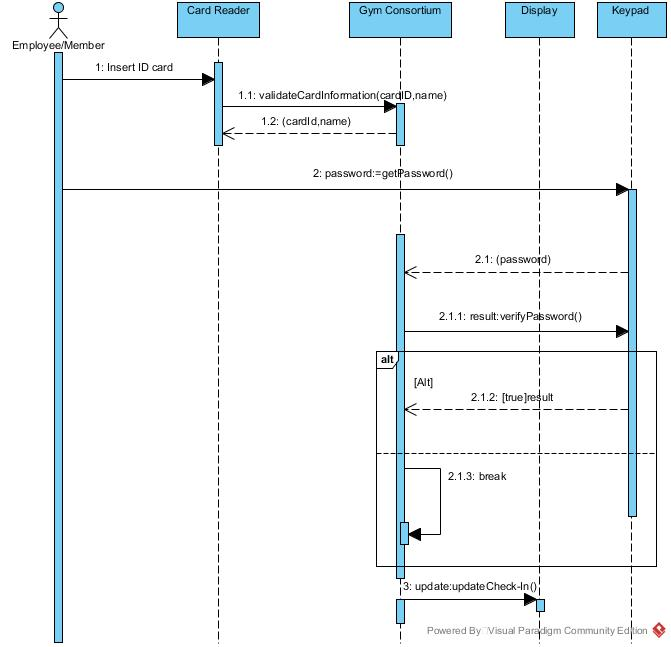 Card Reader
Gym Consortium
Display
Keypad
Employee/Member
1: Insert ID card
1.1: validateCardInformation(cardID,name)
1.2: (cardId,name)
2: password:=getPassword()
2.1: (password)
2.1.1: result:verifyPassword()
alt
[Alt]
2.1.2: [true]result
2.1.3: break
3: update:updateCheck-In()
Powered By Visual Paradigm Community Edition